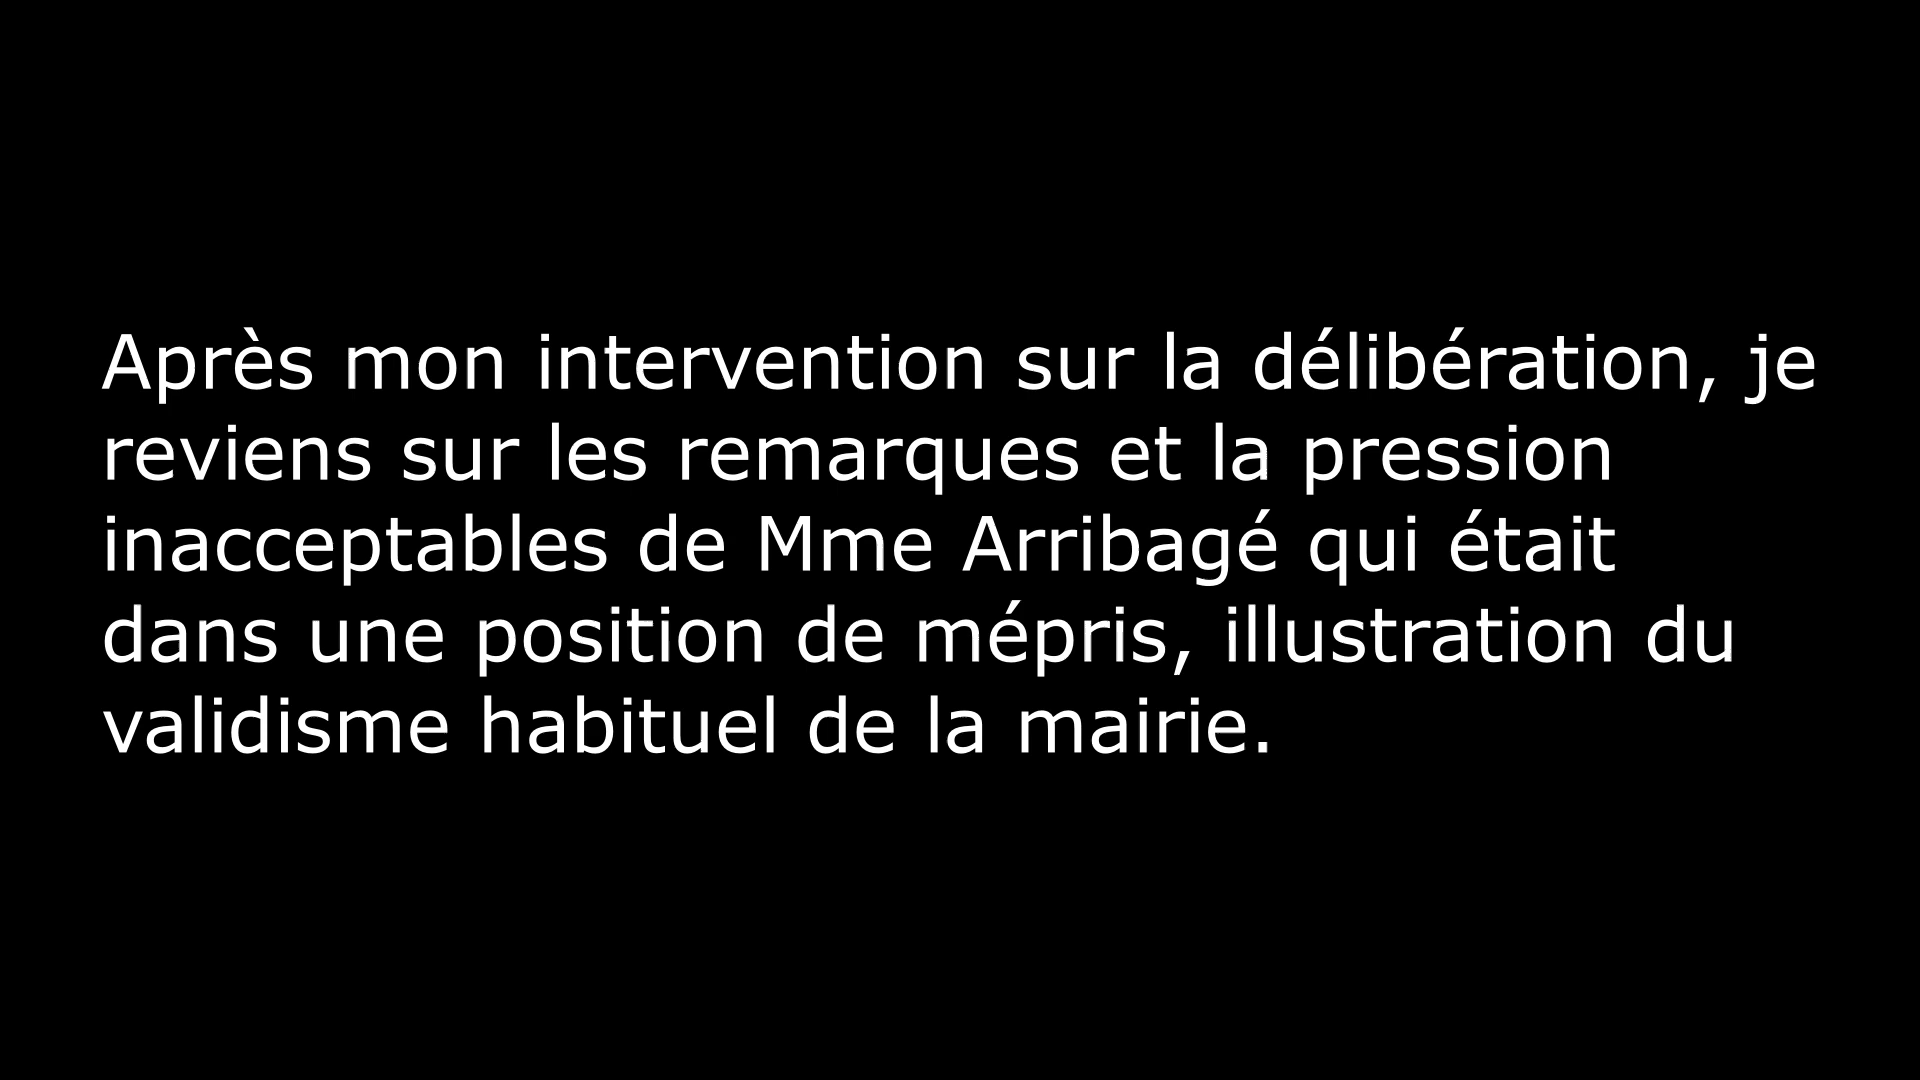 Après mon intervention sur la délibération, je
reviens sur les remarques et la pression
inacceptables de Mme Arribagé qui était
dans une position de mépris, illustration du
validisme habituel de la mairie.